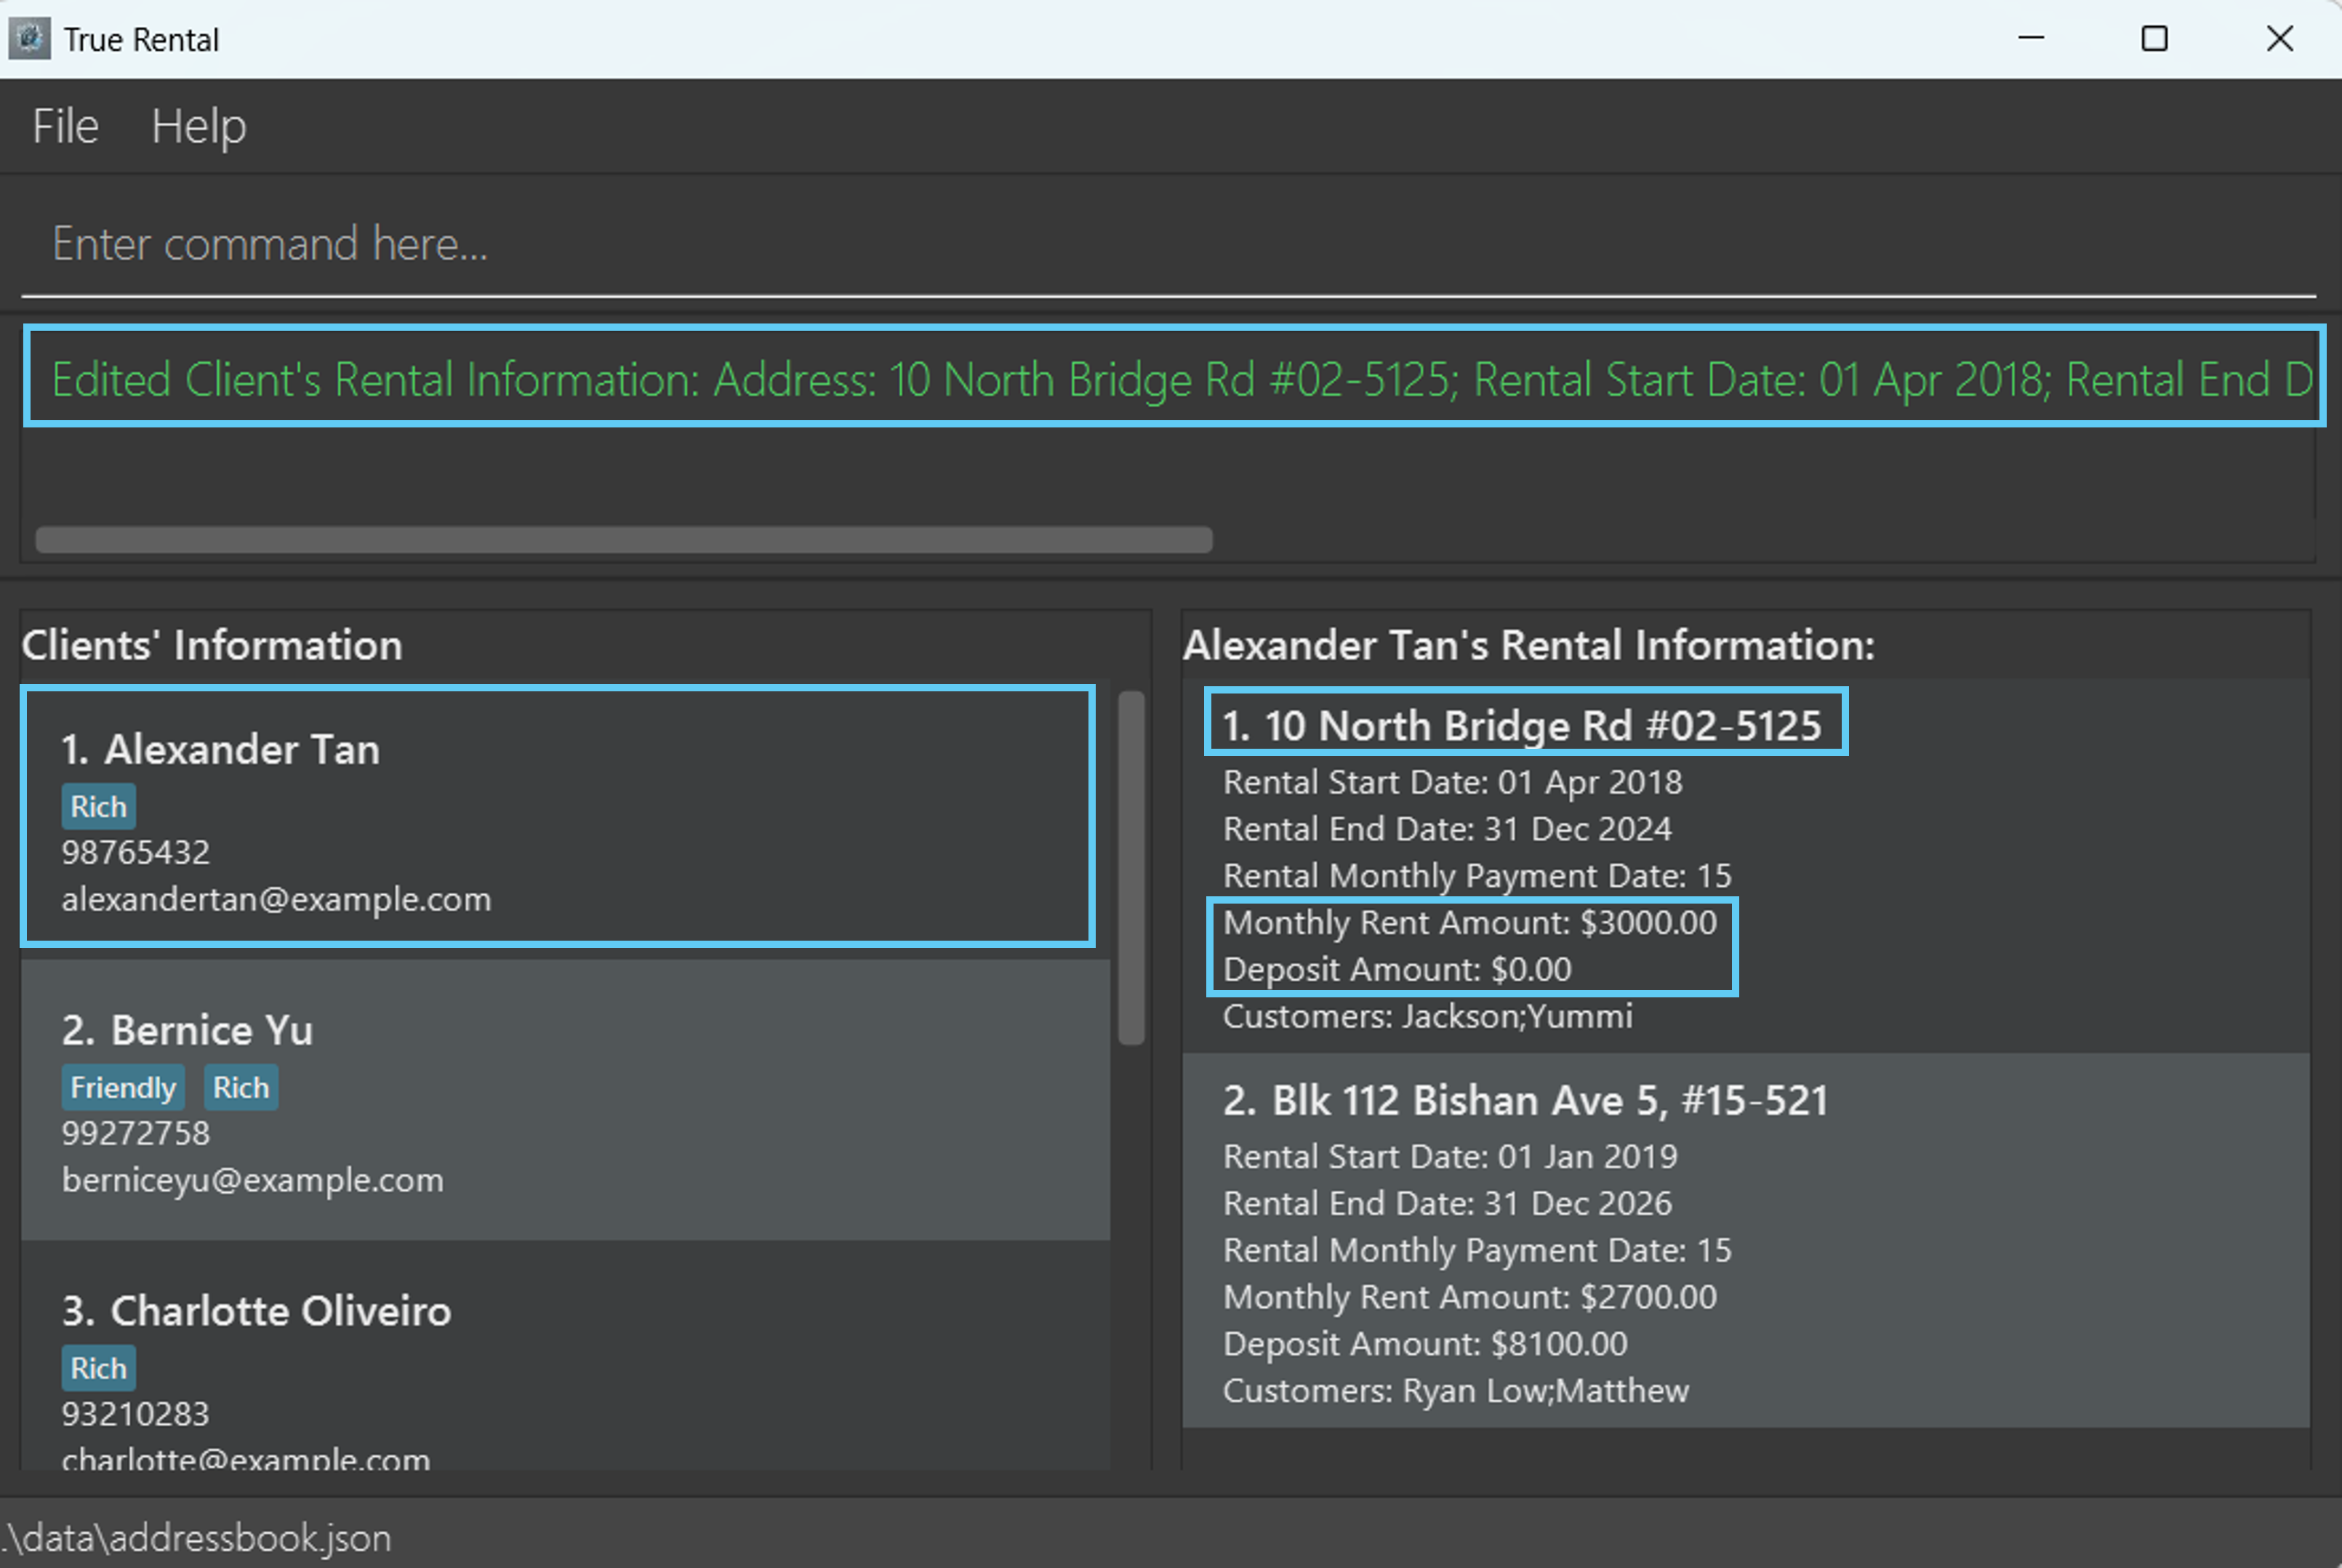 True Rental
File Help
Enter command here...
Edited Client's Rental Information: Address: 10 North Bridge Rd #02-5125; Rental Start Date: 01 Apr 2018; Rental End D
Clients' Information
1. Alexander Tan
Rich
98765432
alexandertan@example.com
2. Bernice Yu
Friendly Rich
99272758
berniceyu@example.com
3. Charlotte Oliveiro
Rich
93210283
charlotte@example.com
Alexander Tan's Rental Information:
1. 10 North Bridge Rd #02-5125
Rental Start Date: 01 Apr 2018
Rental End Date: 31 Dec 2024
Rental Monthly Payment Date: 15
Monthly Rent Amount: $3000.00
Deposit Amount: $0.00
Customers: Jackson;Yummi
2. Blk 112 Bishan Ave 5, #15-521
Rental Start Date: 01 Jan 2019
Rental End Date: 31 Dec 2026
Rental Monthly Payment Date: 15
Monthly Rent Amount: $2700.00
Deposit Amount: $8100.00
Customers: Ryan Low;Matthew
.\data\addressbook.json